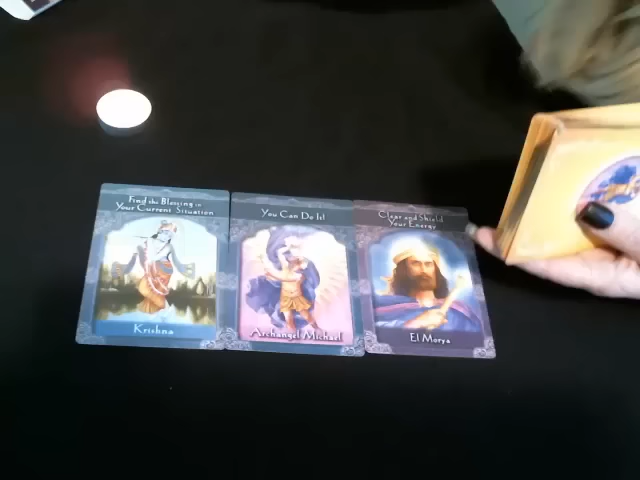 Find the Blessing in
Your Current Situation
Krishna
You Can Do It!
Archangel Michael
Clear and Shield
Your Energy
El Morya